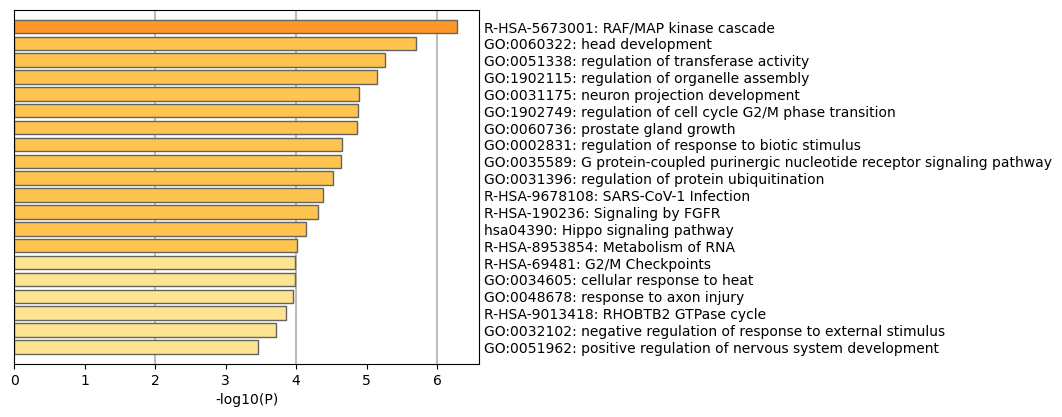 R-HSA-5673001: RAF/MAP kinase cascade
GO:0060322: head development
GO:0051338: regulation of transferase activity
GO:1902115: regulation of organelle assembly
GO:0031175: neuron projection development
GO:1902749: regulation of cell cycle G2/M phase transition
GO:0060736: prostate gland growth
GO:0002831: regulation of response to biotic stimulus
GO:0035589: G protein-coupled purinergic nucleotide receptor signaling pathway
GO:0031396: regulation of protein ubiquitination
R-HSA-9678108: SARS-CoV-1 Infection
R-HSA-190236: Signaling by FGFR
hsa04390: Hippo signaling pathway
R-HSA-8953854: Metabolism of RNA
R-HSA-69481: G2/M Checkpoints
GO:0034605: cellular response to heat
GO:0048678: response to axon injury
R-HSA-9013418: RHOBTB2 GTPase cycle
GO:0032102: negative regulation of response to external stimulus
GO:0051962: positive regulation of nervous system development
0 1 2 3 4 5 6
-log10(P)